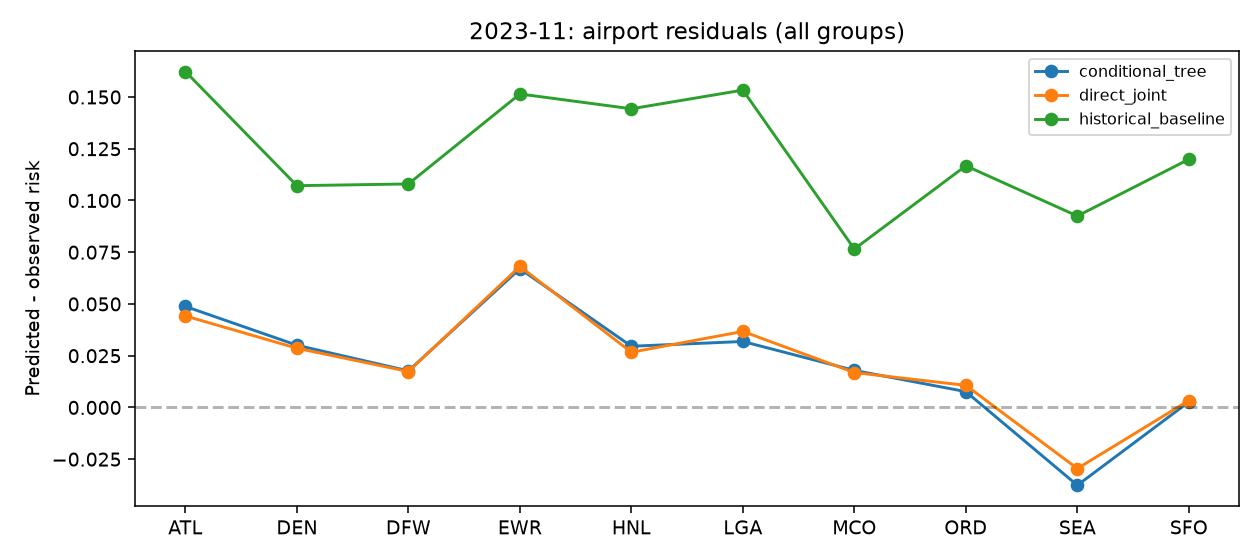 2023-11: airport residuals (all groups)
Predicted - observed risk
0.150
0.125
0.100
0.075
0.050
0.025
0.000
−0.025
conditional_tree
direct_joint
historical_baseline
ATL DEN DFW EWR HNL LGA MCO ORD SEA SFO